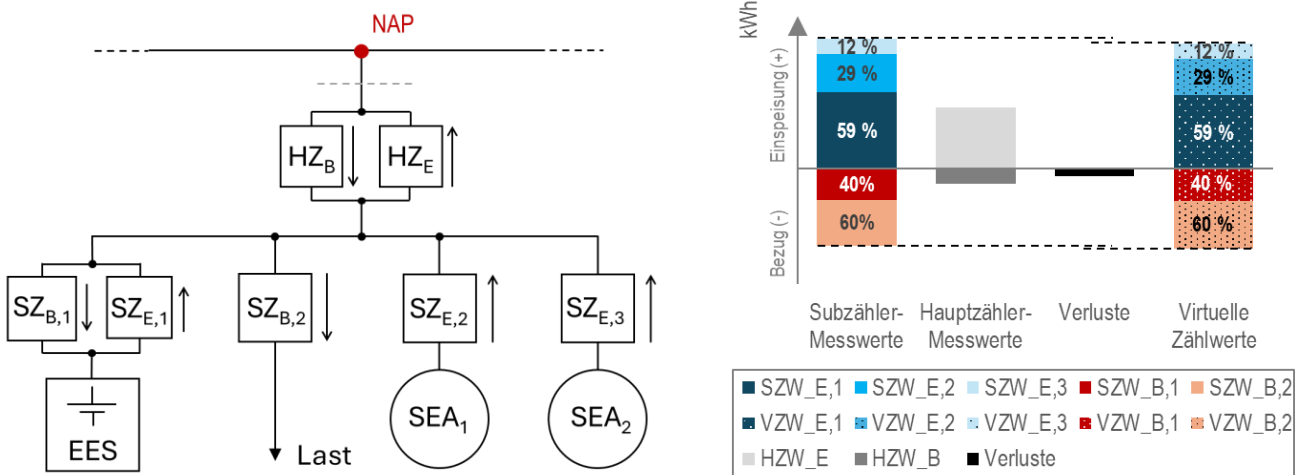 NAP
HZB
HZE
SZB,1
SZE,1
SZB,2
SZE,2
SZE,3
EES
Last
SEA1
SEA2
kWh
Einspeisung (+)
Bezug (-)
12 %
29 %
59 %
40%
60%
12 %
29 %
59 %
40 %
60 %
Subzähler-
Messwerte
Hauptzähler-
Messwerte
Verluste
Virtuelle
Zählwerte
SZW_E,1 SZW_E,2 SZW_E,3 SZW_B,1 SZW_B,2
VZW_E,1 VZW_E,2 VZW_E,3 VZW_B,1 VZW_B,2
HZW_E HZW_B Verluste